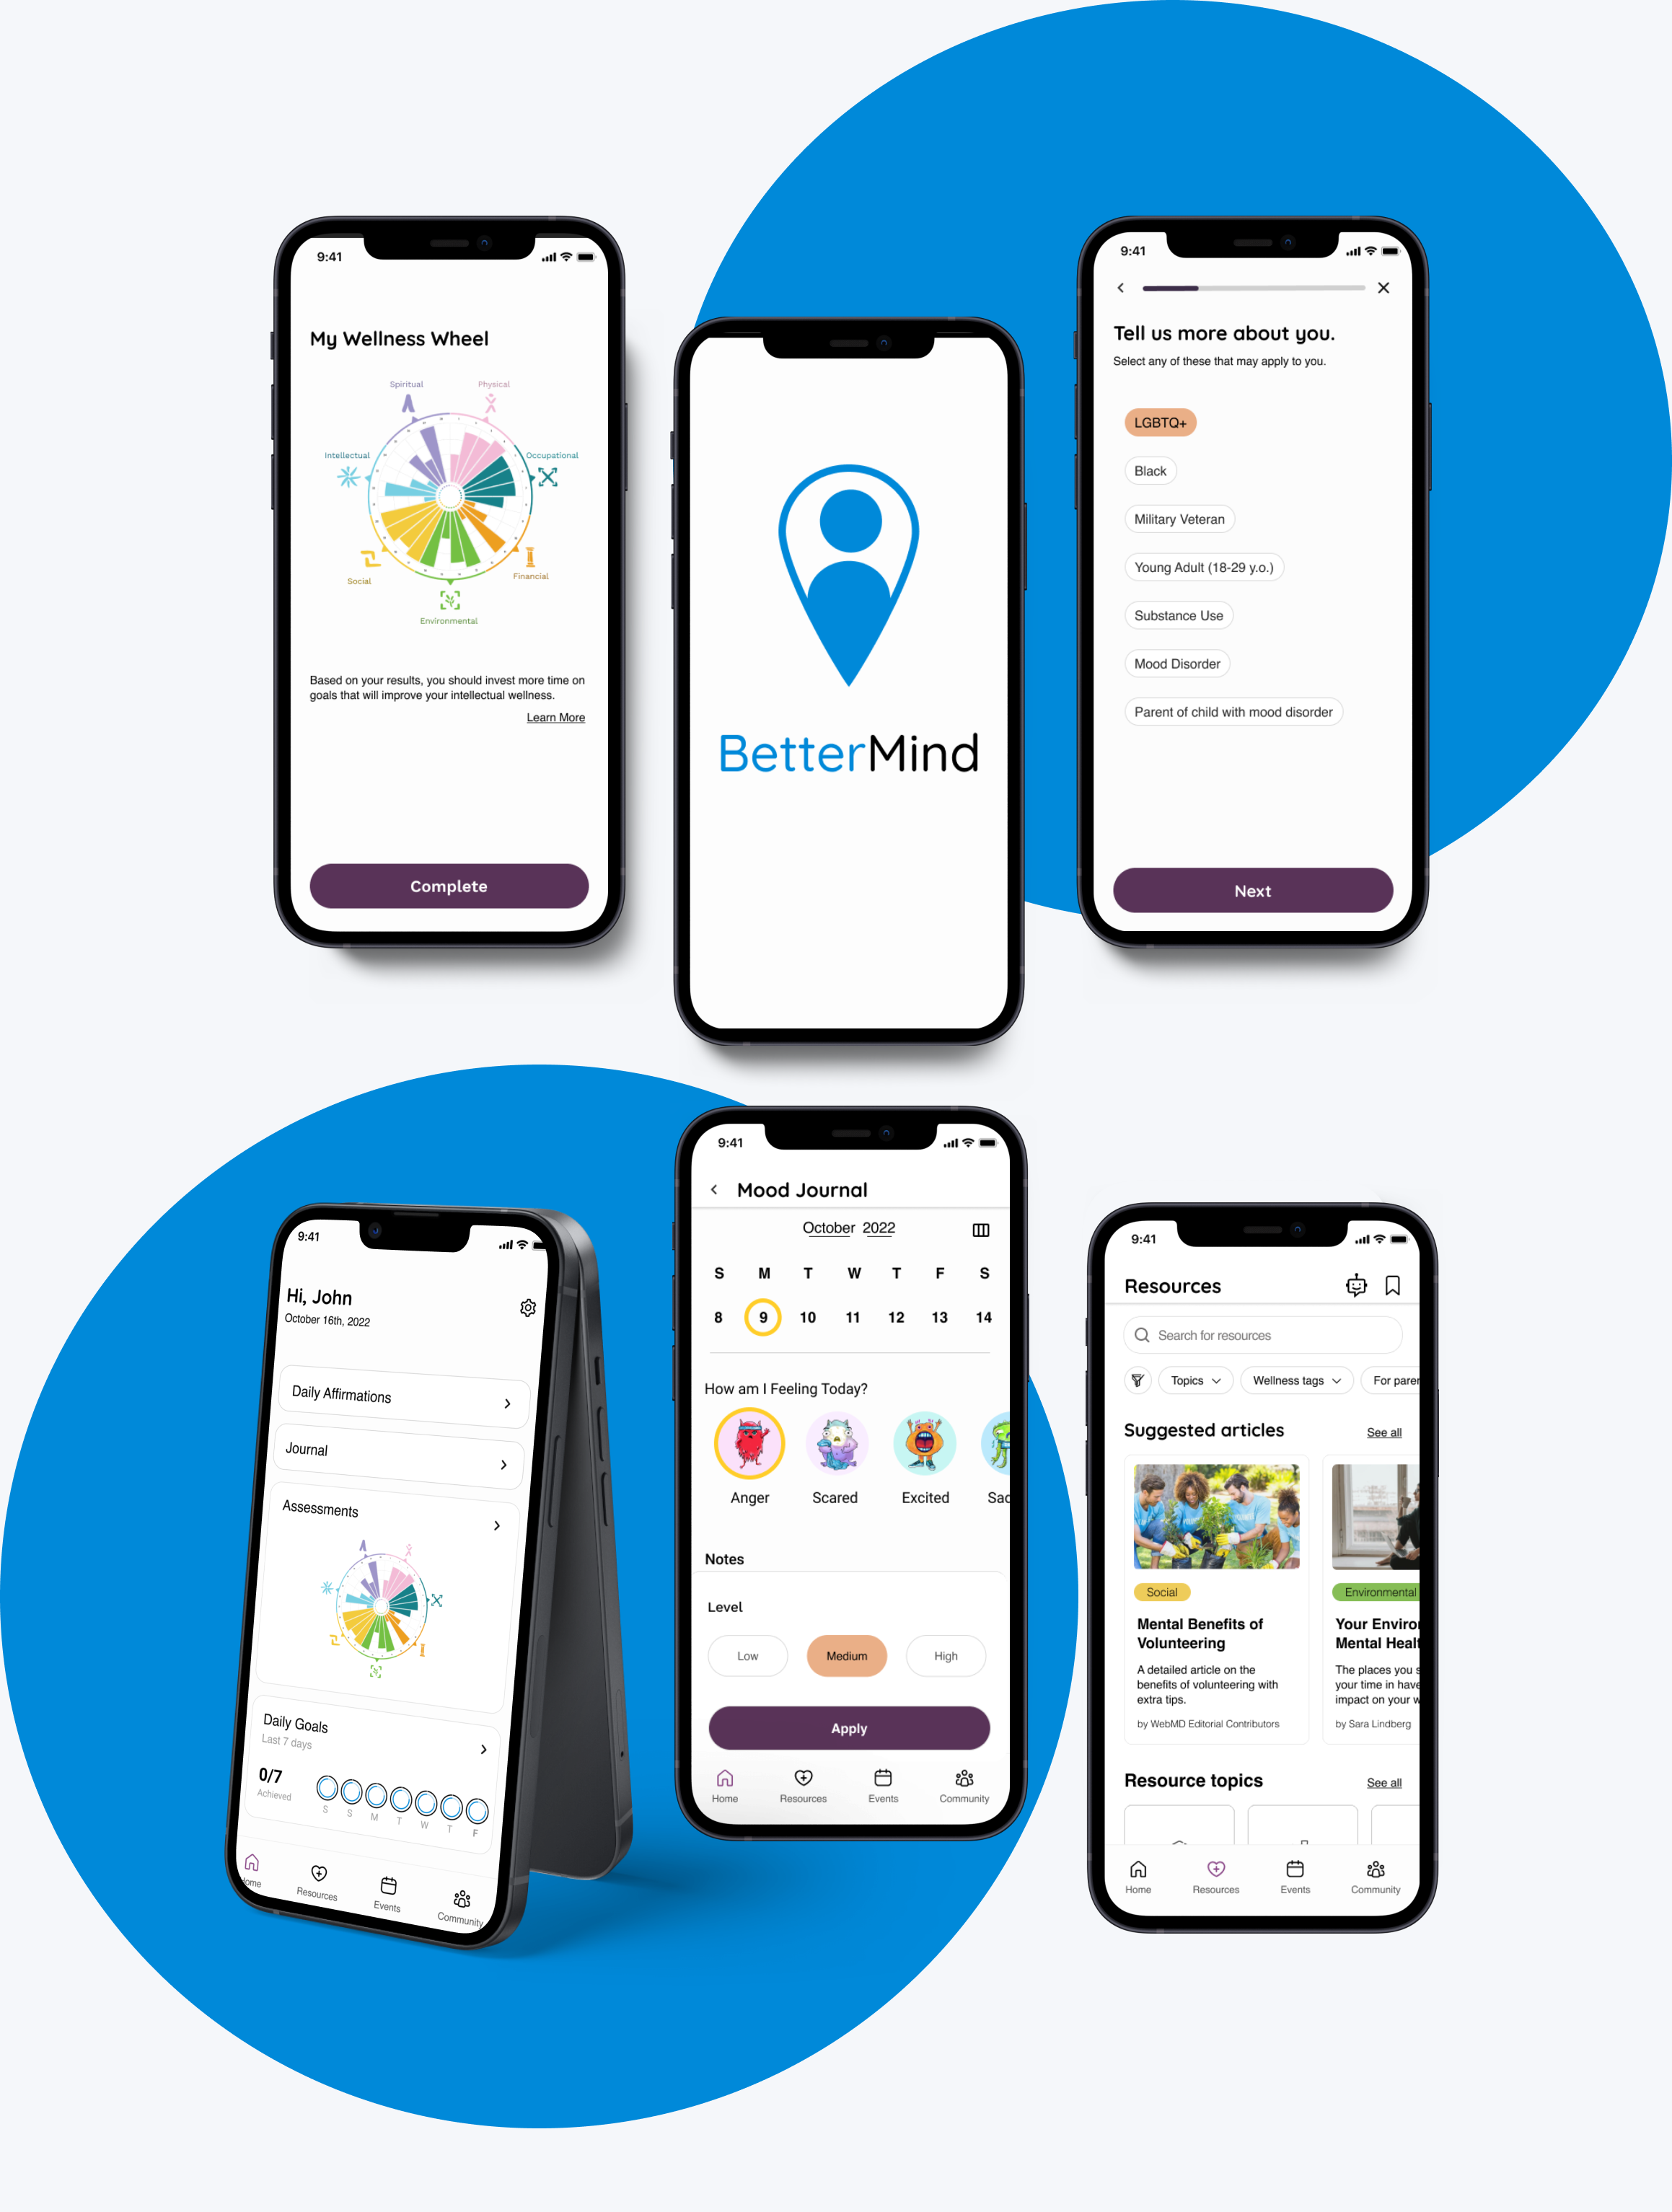 9:41
My Wellness Wheel
Spiritual
Physical
Intellectual
Occupational
Social
Financial
Environmental
Based on your results, you should invest more time on
goals that will improve your intellectual wellness.
Learn More
Complete
BetterMind
9:41
Tell us more about you.
Select any of these that may apply to you.
LGBTQ+
Black
Military Veteran
Young Adult (18-29 y.o.)
Substance Use
Mood Disorder
Parent of child with mood disorder
Next
9:41
Hi, John
October 16th, 2022
Daily Affirmations
Journal
Assessments
Daily Goals
Last 7 days
0/7
Achieved
S S M T W T F
Home Resources Events Community
9:41
Mood Journal
October 2022
S M T W T F S
8 9 10 11 12 13 14
How am I Feeling Today?
Anger Scared Excited Sad
Notes
Level
Low Medium High
Apply
Home Resources Events Community
9:41
Resources
Search for resources
Topics Wellness tags For paren
Suggested articles See all
Social
Mental Benefits of
Volunteering
A detailed article on the
benefits of volunteering with
extra tips.
by WebMD Editorial Contributors
Environmental
Your Enviro
Mental Healt
The places you s
your time in have
impact on your w
by Sara Lindberg
Resource topics See all
Home Resources Events Community